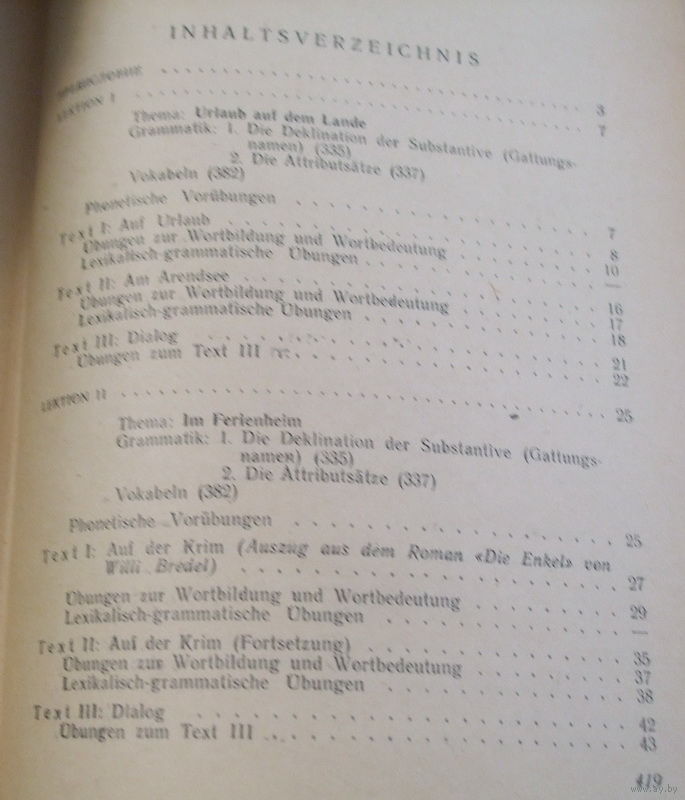 INHALTSVERZEICHNIS
Предисловие . . . . . . . . . . 3
LEKTION I . . . . . . . . . . 7
Thema: Urlaub auf dem Lande
Grammatik: 1. Die Deklination der Substantive (Gattungs-
namen) (335)
2. Die Attributsätze (337)
Vokabeln (382)
Phonetische Vorübungen . . . . . . . . . . 7
Text I: Auf Urlaub . . . . . . . . . . 8
Übungen zur Wortbildung und Wortbedeutung . . . . . . . . . . 10
Lexikalisch-grammatische Übungen . . . . . . . . . . —
Text II: Am Arendsee . . . . . . . . . . 16
Übungen zur Wortbildung und Wortbedeutung . . . . . . . . . . 17
Lexikalisch-grammatische Übungen . . . . . . . . . . 18
Text III: Dialog . . . . . . . . . . 21
Übungen zum Text III . . . . . . . . . . 22
LEKTION II . . . . . . . . . . 25
Thema: Im Ferienheim
Grammatik: 1. Die Deklination der Substantive (Gattungs-
namen) (335)
2. Die Attributsätze (337)
Vokabeln (382)
Phonetische Vorübungen . . . . . . . . . . 25
Text I: Auf der Krim (Auszug aus dem Roman «Die Enkel» von
Willi Bredel) . . . . . . . . . . 27
Übungen zur Wortbildung und Wortbedeutung . . . . . . . . . . 29
Lexikalisch-grammatische Übungen . . . . . . . . . . —
Text II: Auf der Krim (Fortsetzung) . . . . . . . . . . 35
Übungen zur Wortbildung und Wortbedeutung . . . . . . . . . . 37
Lexikalisch-grammatische Übungen . . . . . . . . . . 38
Text III: Dialog . . . . . . . . . . 42
Übungen zum Text III . . . . . . . . . . 43
419
www.ay.by